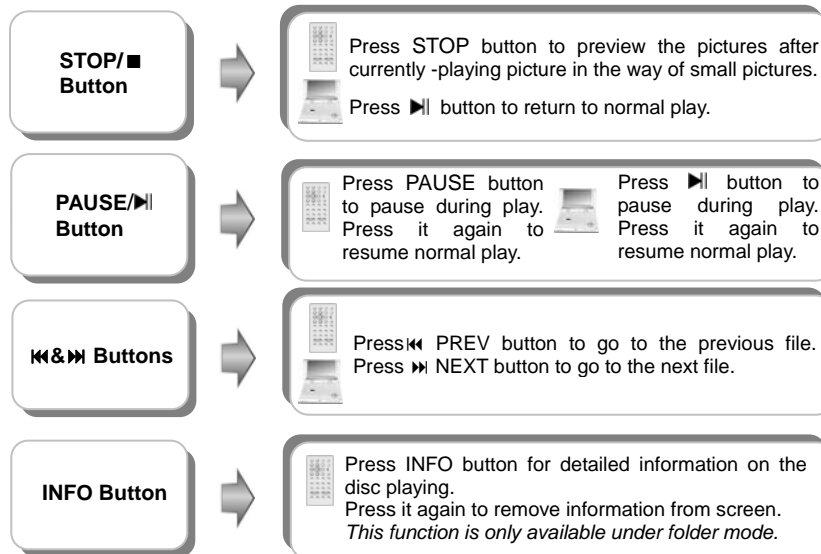 STOP/■
Button
Press STOP button to preview the pictures after
currently -playing picture in the way of small pictures.
Press ▶|| button to return to normal play.
PAUSE/▶||
Button
Press PAUSE button
to pause during play.
Press it again to
resume normal play.
Press ▶|| button to
pause during play.
Press it again to
resume normal play.
⏮&⏭ Buttons
Press⏮ PREV button to go to the previous file.
Press ⏭ NEXT button to go to the next file.
INFO Button
Press INFO button for detailed information on the
disc playing.
Press it again to remove information from screen.
This function is only available under folder mode.